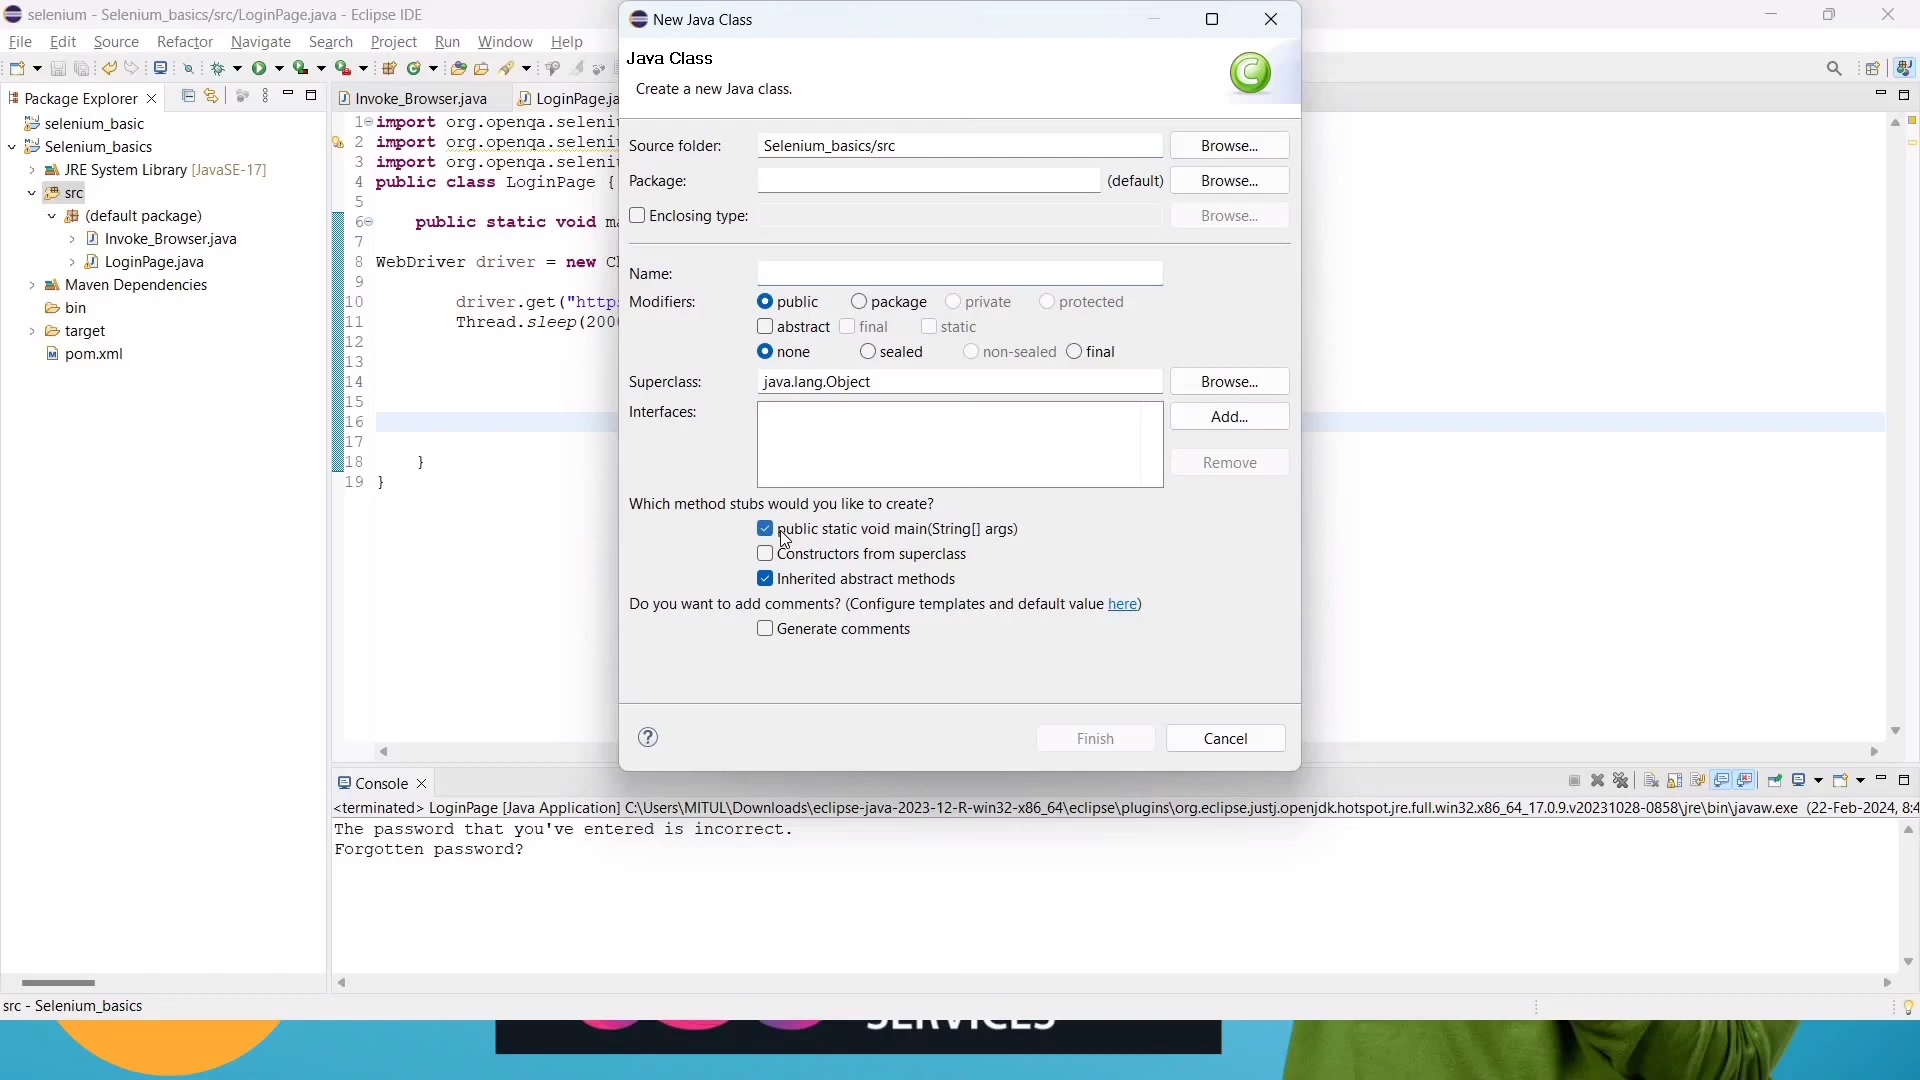 selenium - Selenium_basics/src/LoginPage.java - Eclipse IDE
File Edit Source Refactor Navigate Search Project Run Window Help
Package Explorer
selenium_basic
Selenium_basics
JRE System Library [JavaSE-17]
src
(default package)
Invoke_Browser.java
LoginPage.java
Maven Dependencies
bin
target
pom.xml
Invoke_Browser.java LoginPage.ja
1 import org.openqa.seleni
2 import org.openqa.seleni
3 import org.openqa.seleni
4 public class LoginPage {
5
6 public static void m
7
8 WebDriver driver = new C
9
10 driver.get("http
11 Thread.sleep(200
12
13
14
15
16
17
18 }
19 }
New Java Class
Java Class
Create a new Java class.
Source folder: Selenium_basics/src Browse...
Package: (default) Browse...
Enclosing type: Browse...
Name:
Modifiers: public package private protected
abstract final static
none sealed non-sealed final
Superclass: java.lang.Object Browse...
Interfaces: Add...
Remove
Which method stubs would you like to create?
public static void main(String[] args)
Constructors from superclass
Inherited abstract methods
Do you want to add comments? (Configure templates and default value here)
Generate comments
Finish Cancel
Console
<terminated> LoginPage [Java Application] C:\Users\MITUL\Downloads\eclipse-java-2023-12-R-win32-x86_64\eclipse\plugins\org.eclipse.justj.openjdk.hotspot.jre.full.win32.x86_64_17.0.9.v20231028-0858\jre\bin\javaw.exe (22-Feb-2024, 8:4
The password that you've entered is incorrect.
Forgotten password?
src - Selenium_basics
SERVICES